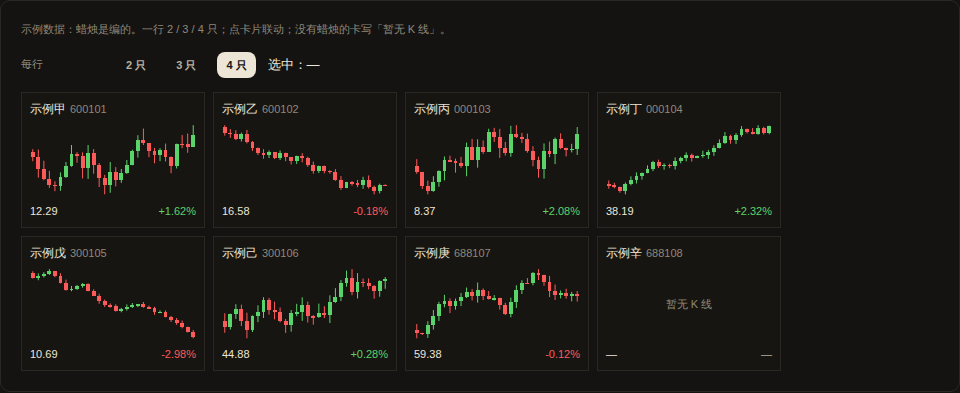 示例数据：蜡烛是编的。一行 2 / 3 / 4 只；点卡片联动；没有蜡烛的卡写「暂无 K 线」。
每行 2 只 3 只 4 只 选中：—
示例甲 600101 示例乙 600102 示例丙 000103 示例丁 000104
12.29 +1.62% 16.58 -0.18% 8.37 +2.08% 38.19 +2.32%
示例戊 300105 示例己 300106 示例庚 688107 示例辛 688108
暂无 K 线
10.69 -2.98% 44.88 +0.28% 59.38 -0.12% — —